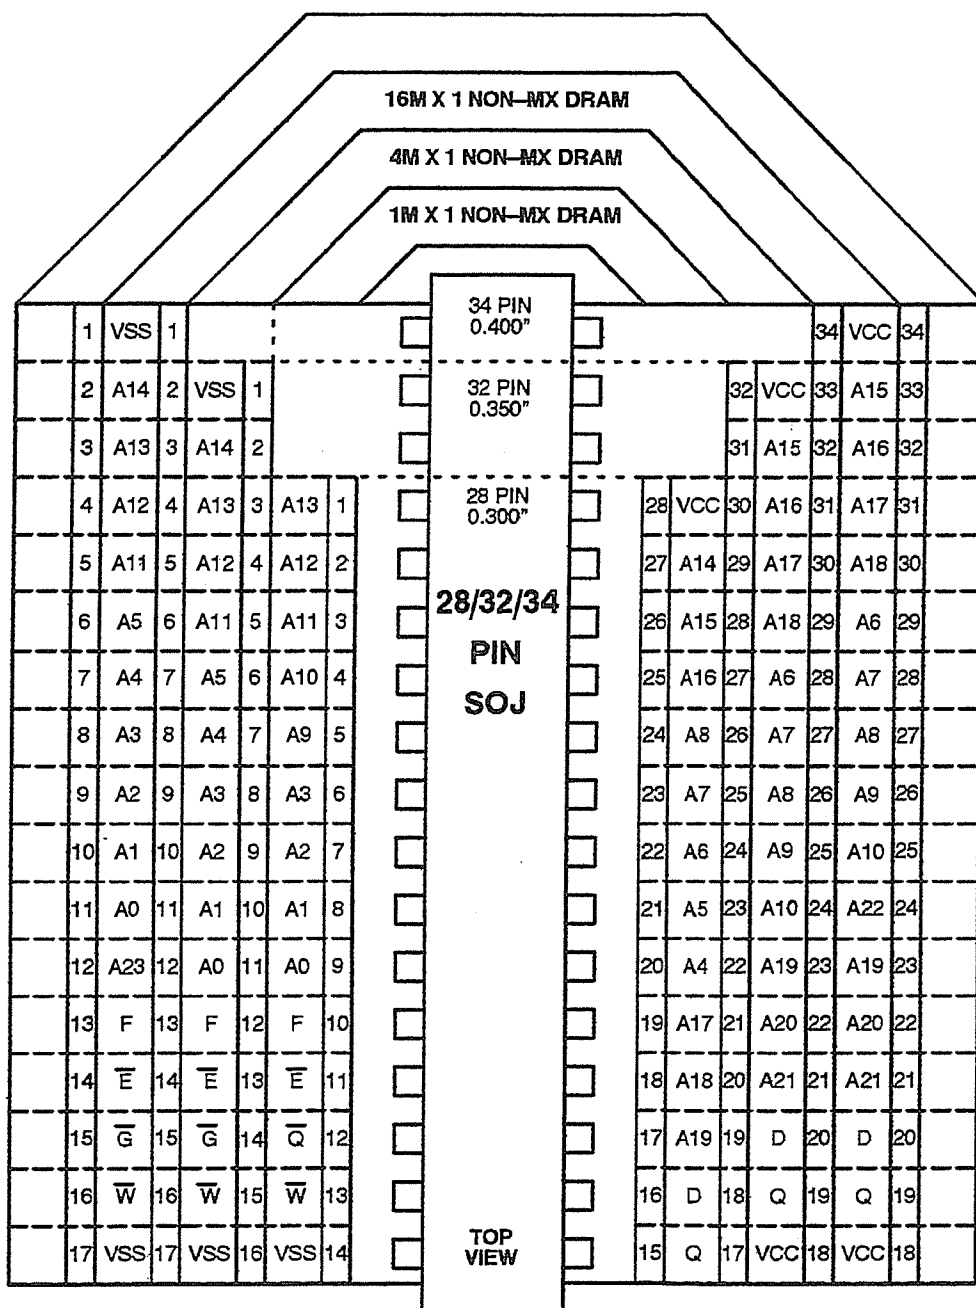 16M X 1 NON–MX DRAM
4M X 1 NON–MX DRAM
1M X 1 NON–MX DRAM
1 VSS 1 34 PIN 0.400" 34 VCC 34
2 A14 2 VSS 1 32 PIN 0.350" 32 VCC 33 A15 33
3 A13 3 A14 2 31 A15 32 A16 32
4 A12 4 A13 3 A13 1 28 PIN 0.300" 28 VCC 30 A16 31 A17 31
5 A11 5 A12 4 A12 2 27 A14 29 A17 30 A18 30
6 A5 6 A11 5 A11 3 28/32/34 26 A15 28 A18 29 A6 29
7 A4 7 A5 6 A10 4 PIN 25 A16 27 A6 28 A7 28
8 A3 8 A4 7 A9 5 SOJ 24 A8 26 A7 27 A8 27
9 A2 9 A3 8 A3 6 23 A7 25 A8 26 A9 26
10 A1 10 A2 9 A2 7 22 A6 24 A9 25 A10 25
11 A0 11 A1 10 A1 8 21 A5 23 A10 24 A22 24
12 A23 12 A0 11 A0 9 20 A4 22 A19 23 A19 23
13 F 13 F 12 F 10 19 A17 21 A20 22 A20 22
14 E̅ 14 E̅ 13 E̅ 11 18 A18 20 A21 21 A21 21
15 G̅ 15 G̅ 14 Q̅ 12 17 A19 19 D 20 D 20
16 W̅ 16 W̅ 15 W̅ 13 16 D 18 Q 19 Q 19
17 VSS 17 VSS 16 VSS 14 TOP VIEW 15 Q 17 VCC 18 VCC 18